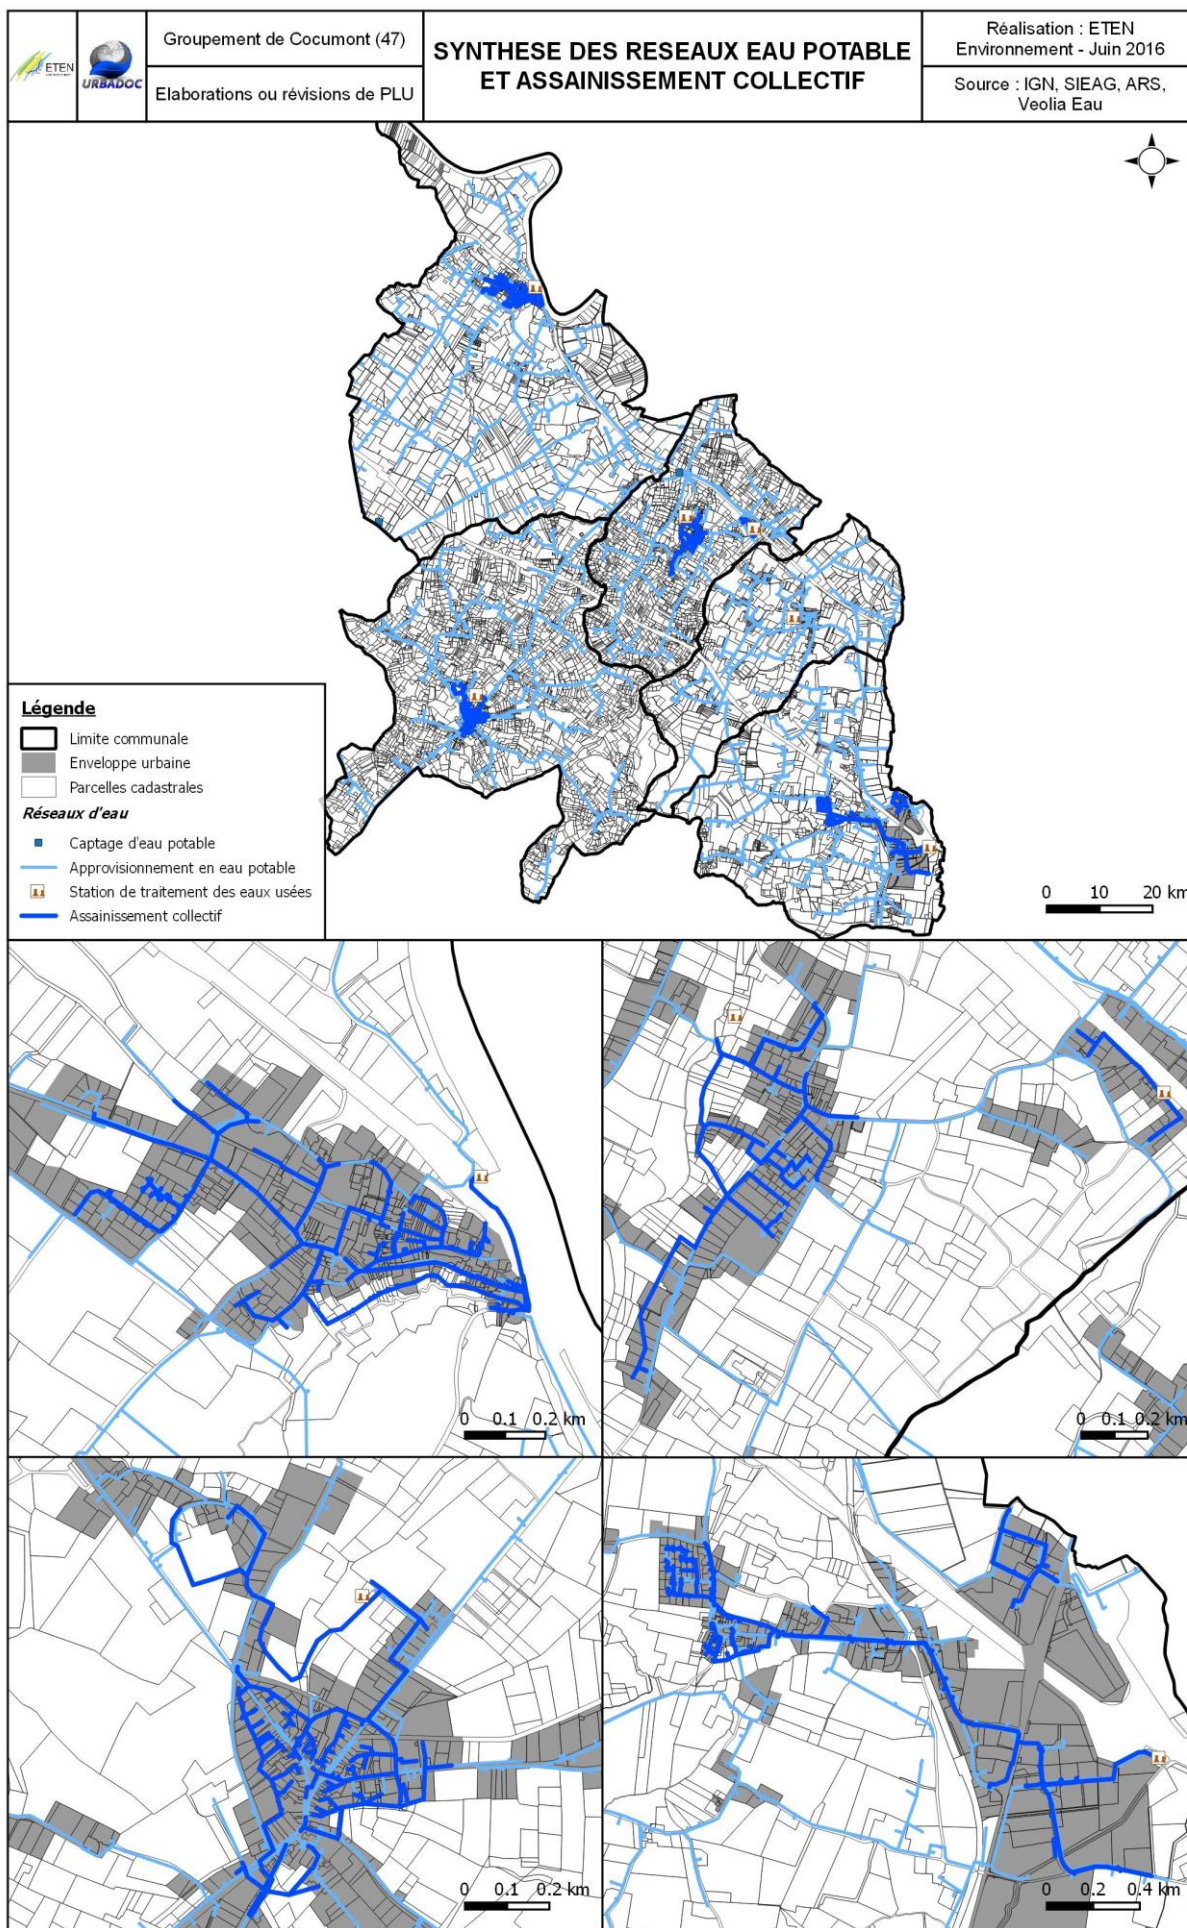 ETEN
URBADOC
Groupement de Cocumont (47)
Elaborations ou révisions de PLU
SYNTHESE DES RESEAUX EAU POTABLE
ET ASSAINISSEMENT COLLECTIF
Réalisation : ETEN
Environnement - Juin 2016
Source : IGN, SIEAG, ARS,
Veolia Eau
Légende
Limite communale
Enveloppe urbaine
Parcelles cadastrales
Réseaux d'eau
Captage d'eau potable
Approvisionnement en eau potable
Station de traitement des eaux usées
Assainissement collectif
0 10 20 km
0 0.1 0.2 km
0 0.1 0.2 km
0 0.1 0.2 km
0 0.2 0.4 km